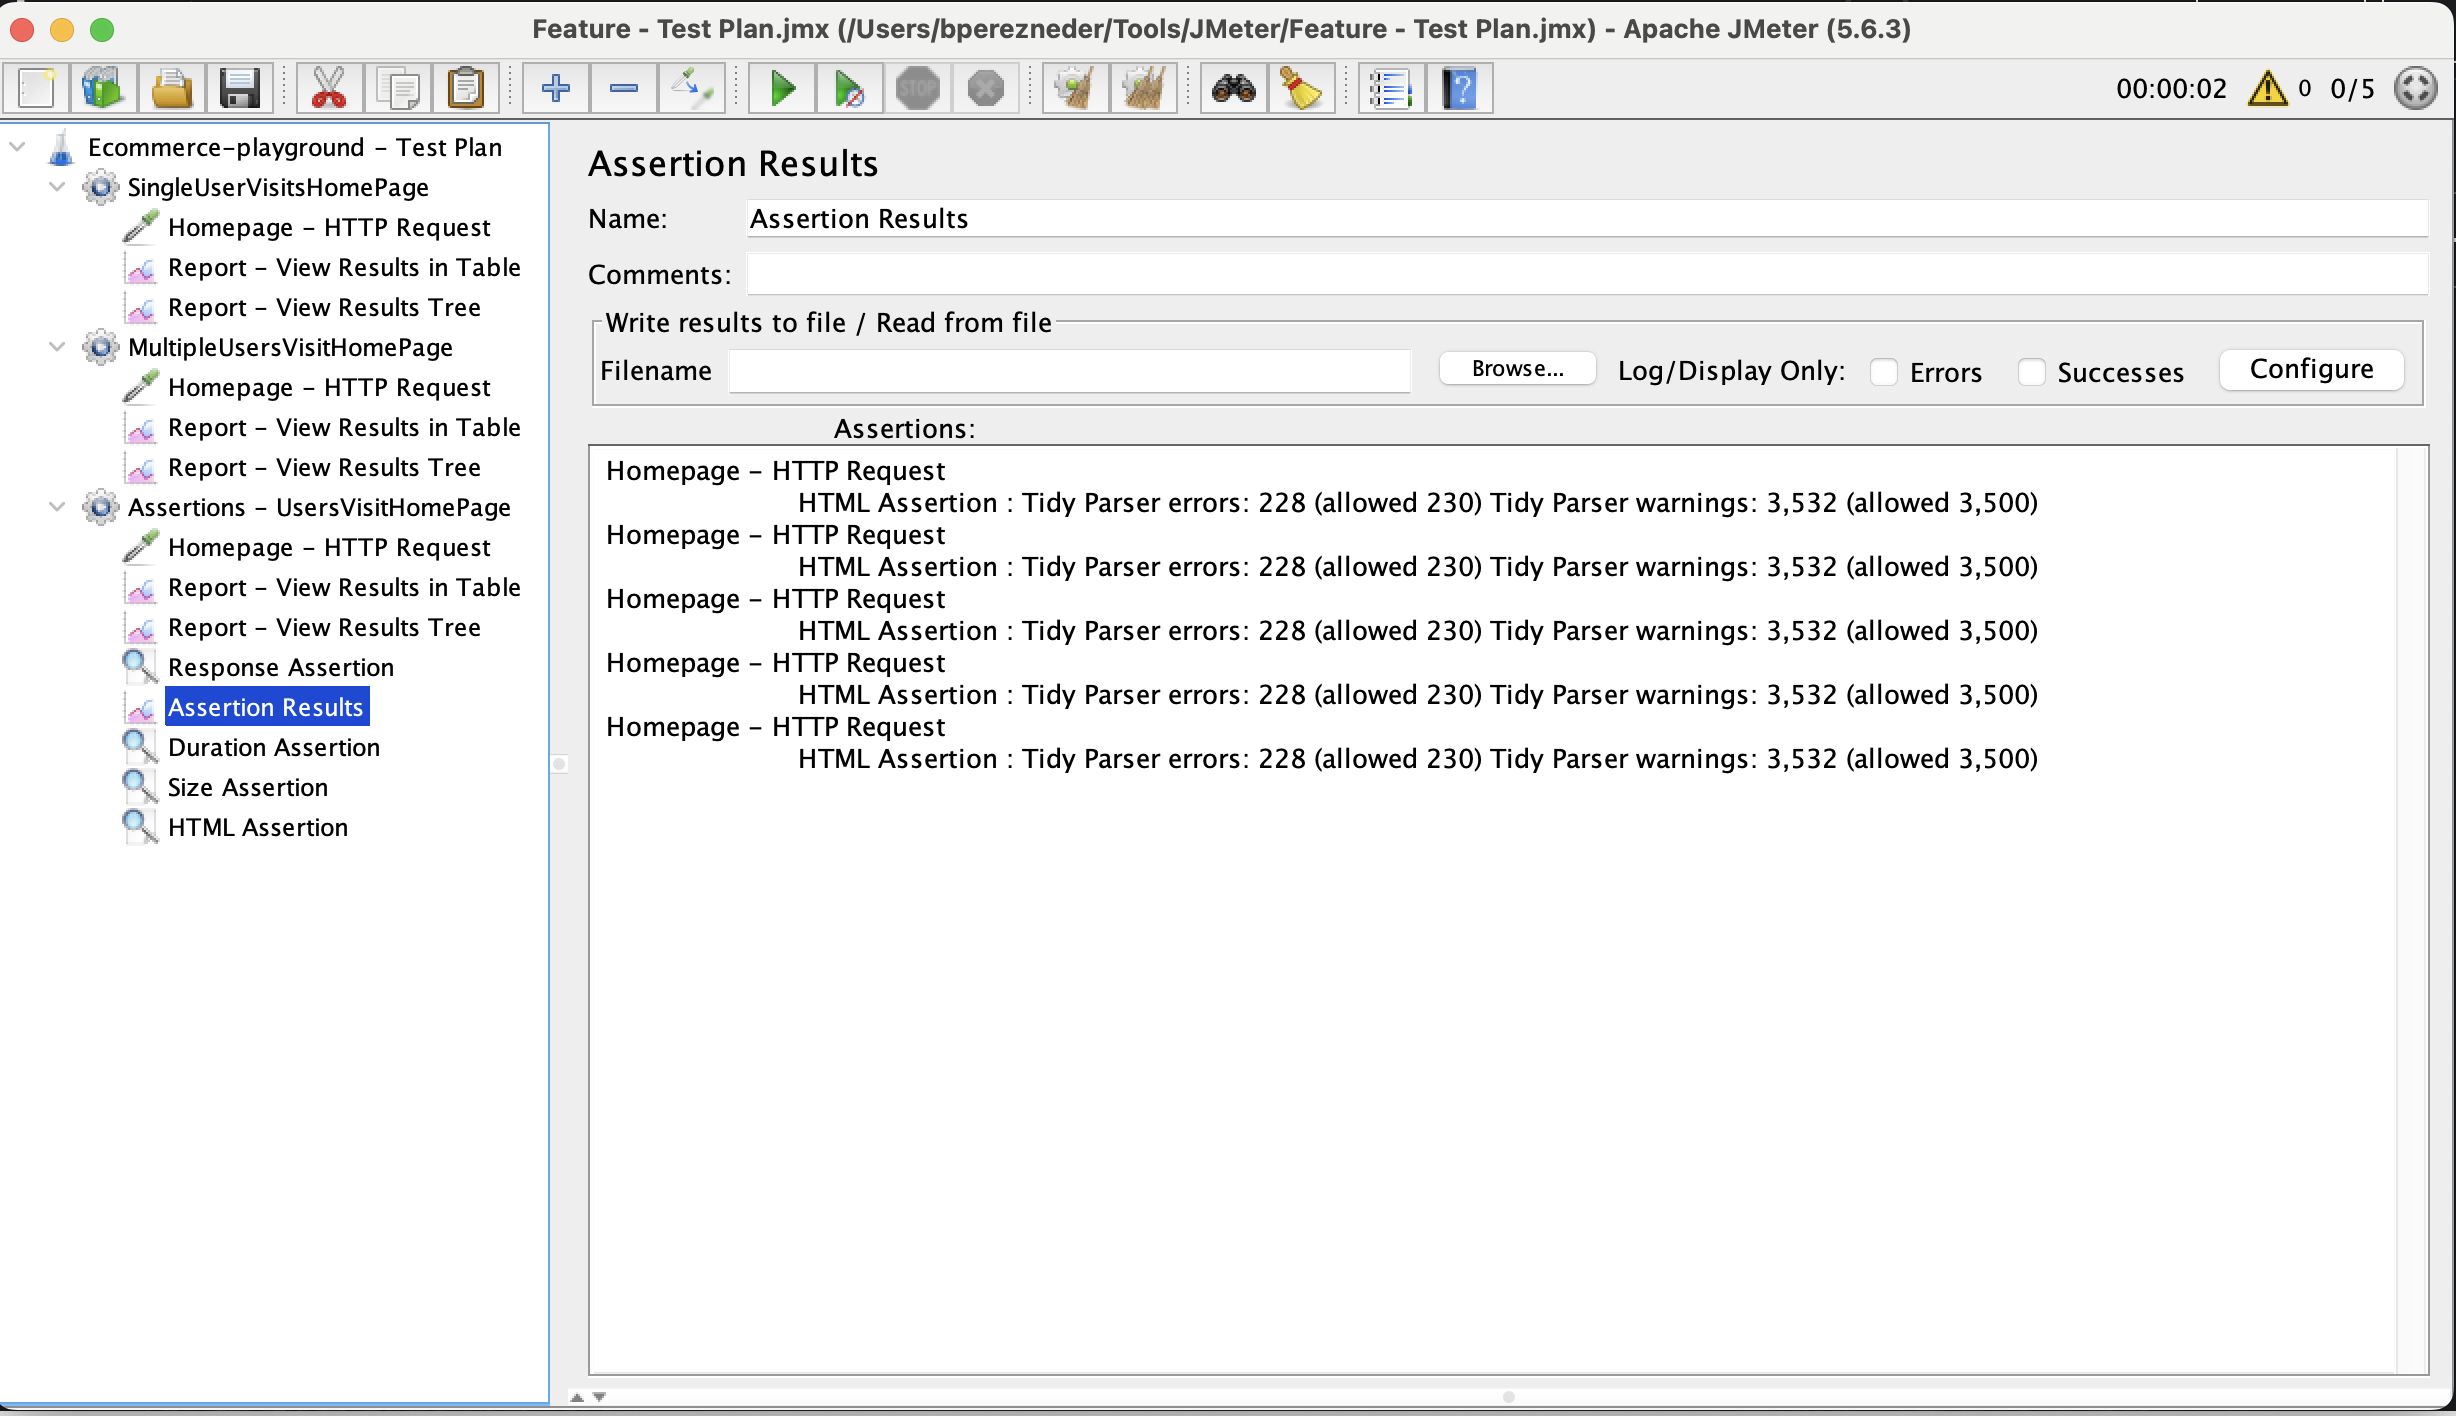 Feature - Test Plan.jmx (/Users/bperezneder/Tools/JMeter/Feature - Test Plan.jmx) - Apache JMeter (5.6.3)
STOP
?
00:00:02
0
0/5
Ecommerce-playground - Test Plan
SingleUserVisitsHomePage
Homepage - HTTP Request
Report - View Results in Table
Report - View Results Tree
MultipleUsersVisitHomePage
Homepage - HTTP Request
Report - View Results in Table
Report - View Results Tree
Assertions - UsersVisitHomePage
Homepage - HTTP Request
Report - View Results in Table
Report - View Results Tree
Response Assertion
Assertion Results
Duration Assertion
Size Assertion
HTML Assertion
Assertion Results
Name: Assertion Results
Comments:
Write results to file / Read from file
Filename Browse... Log/Display Only: Errors Successes Configure
Assertions:
Homepage - HTTP Request
HTML Assertion : Tidy Parser errors: 228 (allowed 230) Tidy Parser warnings: 3,532 (allowed 3,500)
Homepage - HTTP Request
HTML Assertion : Tidy Parser errors: 228 (allowed 230) Tidy Parser warnings: 3,532 (allowed 3,500)
Homepage - HTTP Request
HTML Assertion : Tidy Parser errors: 228 (allowed 230) Tidy Parser warnings: 3,532 (allowed 3,500)
Homepage - HTTP Request
HTML Assertion : Tidy Parser errors: 228 (allowed 230) Tidy Parser warnings: 3,532 (allowed 3,500)
Homepage - HTTP Request
HTML Assertion : Tidy Parser errors: 228 (allowed 230) Tidy Parser warnings: 3,532 (allowed 3,500)